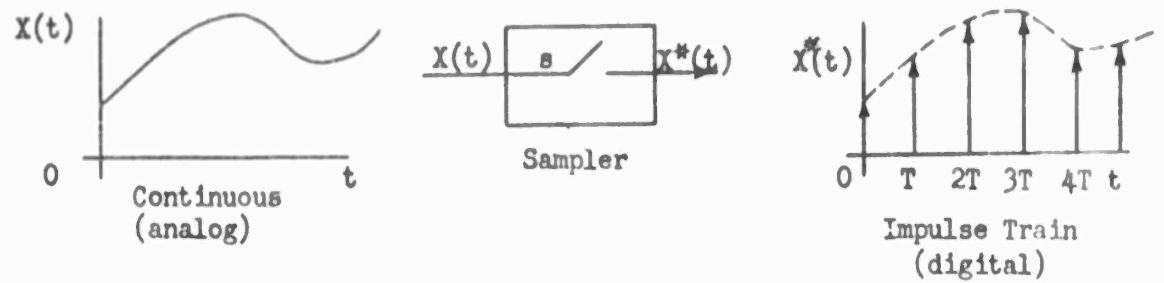 X(t)
0
t
Continuous
(analog)
X(t)
s
X*(t)
Sampler
X*(t)
0 T 2T 3T 4T t
Impulse Train
(digital)